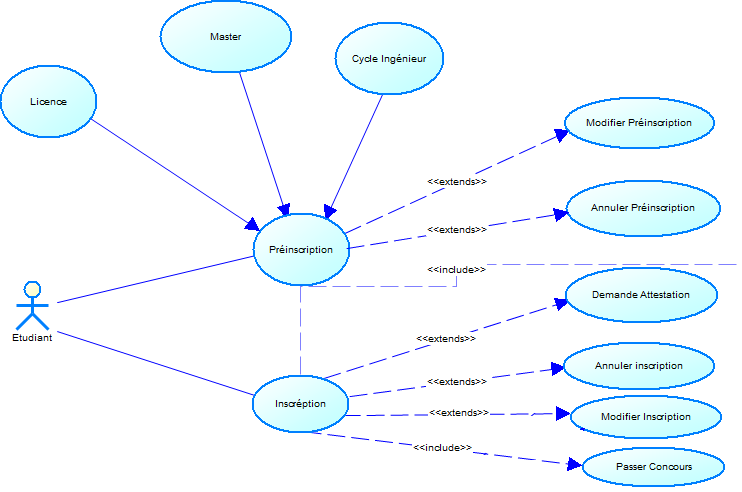 Master
Cycle Ingénieur
Licence
Modifier Préinscription
<<extends>>
Annuler Préinscription
<<extends>>
Préinscription
<<include>>
Demande Attestation
Etudiant
<<extends>>
Annuler inscription
<<extends>>
Inscréption
<<extends>>
Modifier Inscription
<<include>>
Passer Concours